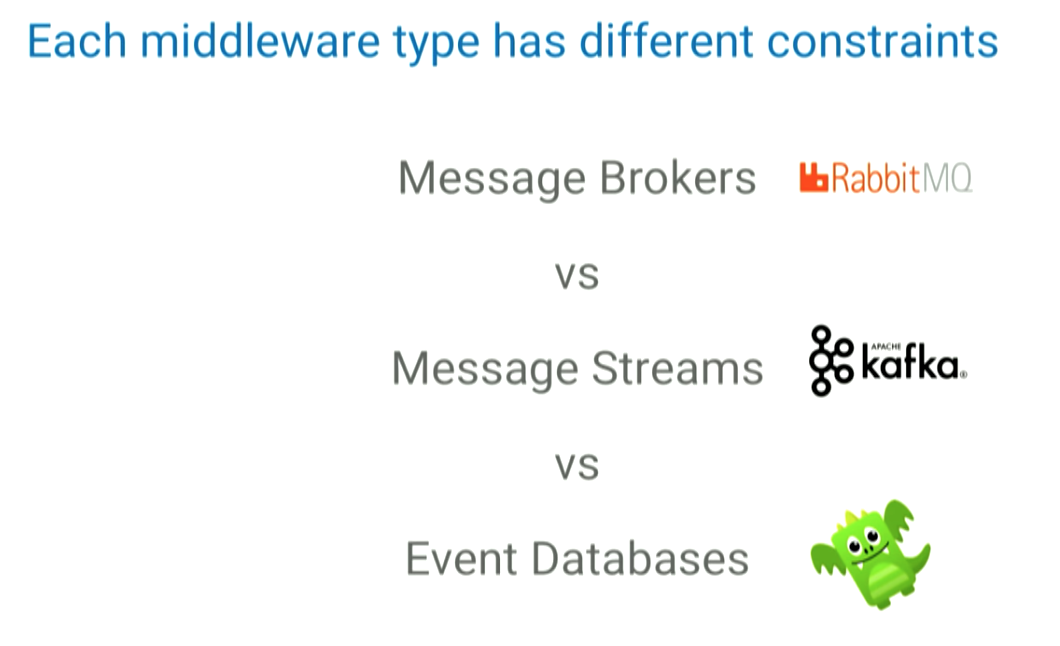 Each middleware type has different constraints
Message Brokers RabbitMQ
vs
Message Streams APACHE kafka®
vs
Event Databases